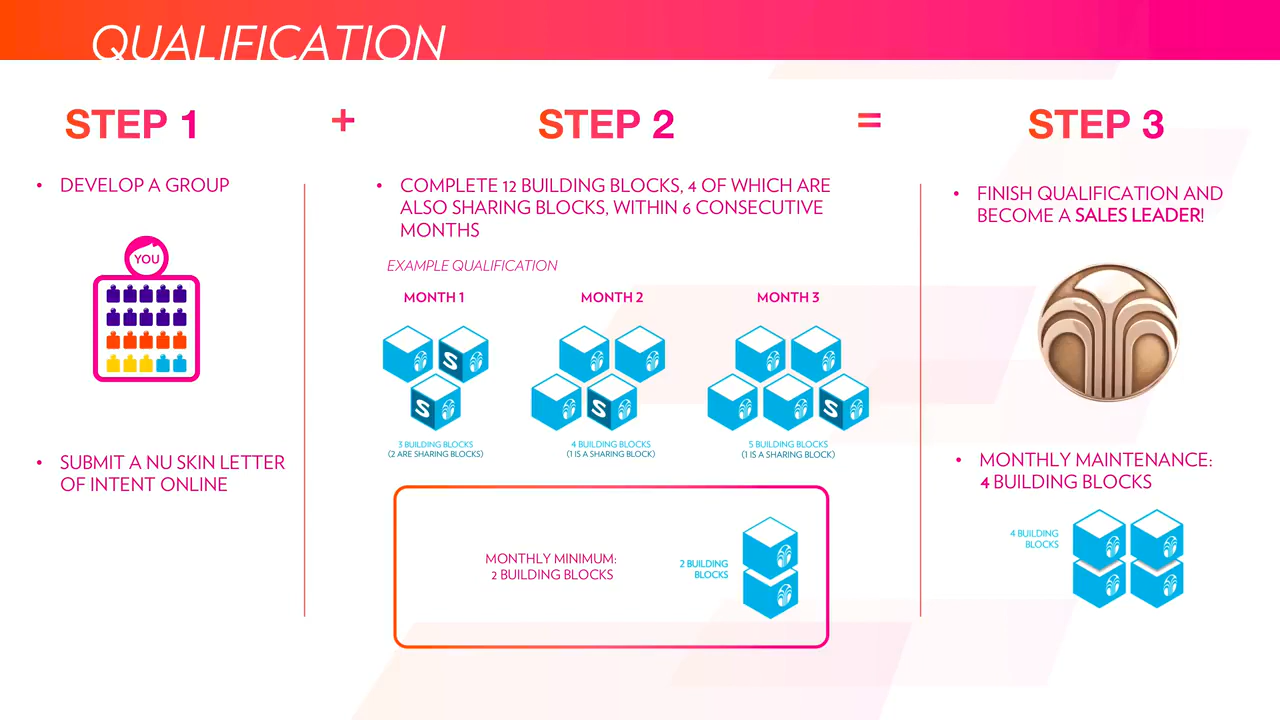 QUALIFICATION
STEP 1
+
STEP 2
=
STEP 3
• DEVELOP A GROUP
YOU
• SUBMIT A NU SKIN LETTER
OF INTENT ONLINE
• COMPLETE 12 BUILDING BLOCKS, 4 OF WHICH ARE
ALSO SHARING BLOCKS, WITHIN 6 CONSECUTIVE
MONTHS
EXAMPLE QUALIFICATION
MONTH 1
MONTH 2
MONTH 3
S
S
S
S
3 BUILDING BLOCKS
(2 ARE SHARING BLOCKS)
4 BUILDING BLOCKS
(1 IS A SHARING BLOCK)
5 BUILDING BLOCKS
(1 IS A SHARING BLOCK)
MONTHLY MINIMUM:
2 BUILDING BLOCKS
2 BUILDING
BLOCKS
• FINISH QUALIFICATION AND
BECOME A SALES LEADER!
• MONTHLY MAINTENANCE:
4 BUILDING BLOCKS
4 BUILDING
BLOCKS